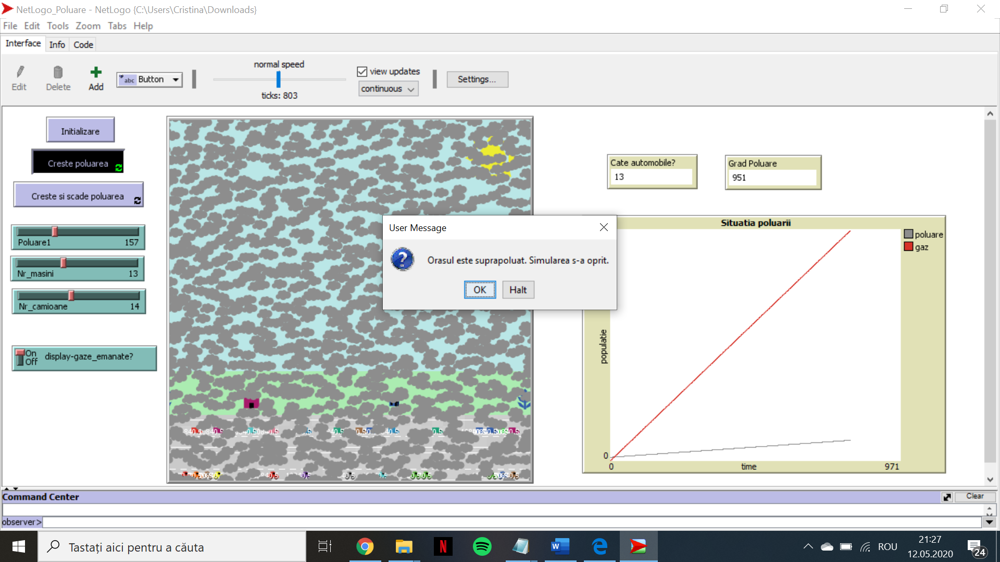 NetLogo_Poluare - NetLogo {C:\Users\Cristina\Downloads}
File Edit Tools Zoom Tabs Help
Interface Info Code
Edit Delete Add
abc Button
normal speed
ticks: 803
view updates
continuous
Settings...
Initializare
Creste poluarea
Creste si scade poluarea
Poluare1 157
Nr_masini 13
Nr_camioane 14
On
Off
display-gaze_emanate?
Cate automobile?
13
Grad Poluare
951
User Message
Orasul este suprapoluat. Simularea s-a oprit.
OK Halt
Situatia poluarii
poluare
gaz
populatie
0
0 time 971
Command Center Clear
observer>
Tastați aici pentru a căuta
N
W
ROU
21:27
12.05.2020
24